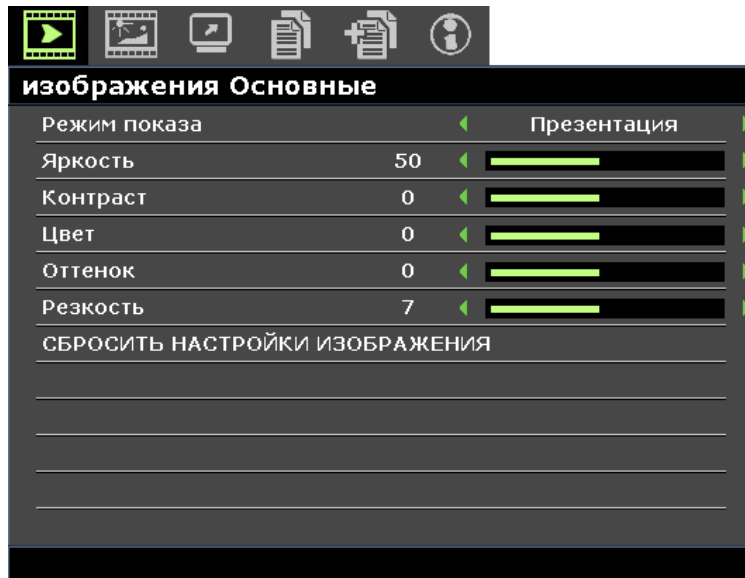 изображения Основные
Режим показа Презентация
Яркость 50
Контраст 0
Цвет 0
Оттенок 0
Резкость 7
СБРОСИТЬ НАСТРОЙКИ ИЗОБРАЖЕНИЯ